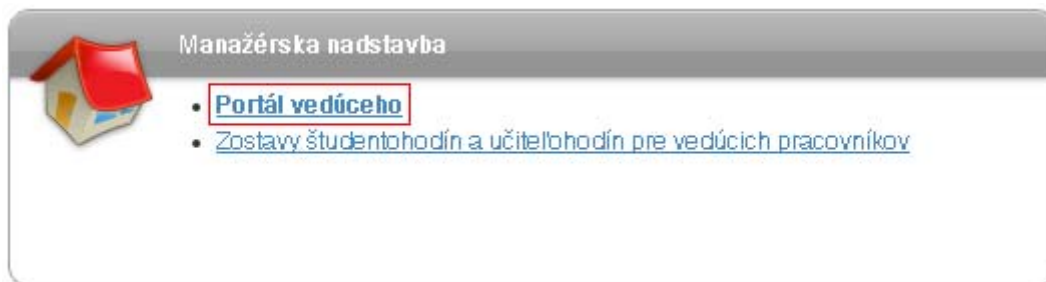 Manažérska nadstavba
Portál vedúceho
Zostavy študentohodín a učiteľohodín pre vedúcich pracovníkov